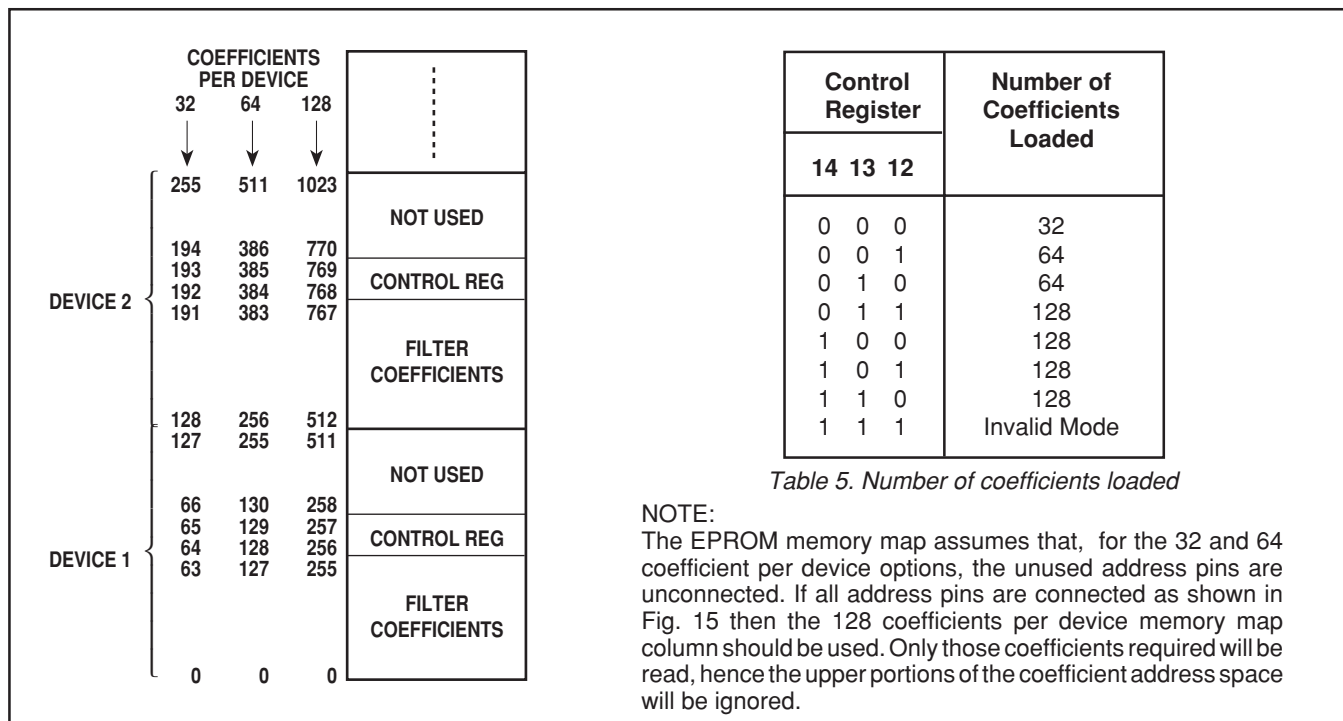 COEFFICIENTS
PER DEVICE
32 64 128
255 511 1023
NOT USED
194 386 770
193 385 769
CONTROL REG
192 384 768
DEVICE 2
191 383 767
FILTER
COEFFICIENTS
128 256 512
127 255 511
NOT USED
66 130 258
65 129 257
CONTROL REG
64 128 256
DEVICE 1
63 127 255
FILTER
COEFFICIENTS
0 0 0
Control
Register
Number of
Coefficients
Loaded
14 13 12
0 0 0 32
0 0 1 64
0 1 0 64
0 1 1 128
1 0 0 128
1 0 1 128
1 1 0 128
1 1 1 Invalid Mode
Table 5. Number of coefficients loaded
NOTE:
The EPROM memory map assumes that, for the 32 and 64
coefficient per device options, the unused address pins are
unconnected. If all address pins are connected as shown in
Fig. 15 then the 128 coefficients per device memory map
column should be used. Only those coefficients required will be
read, hence the upper portions of the coefficient address space
will be ignored.